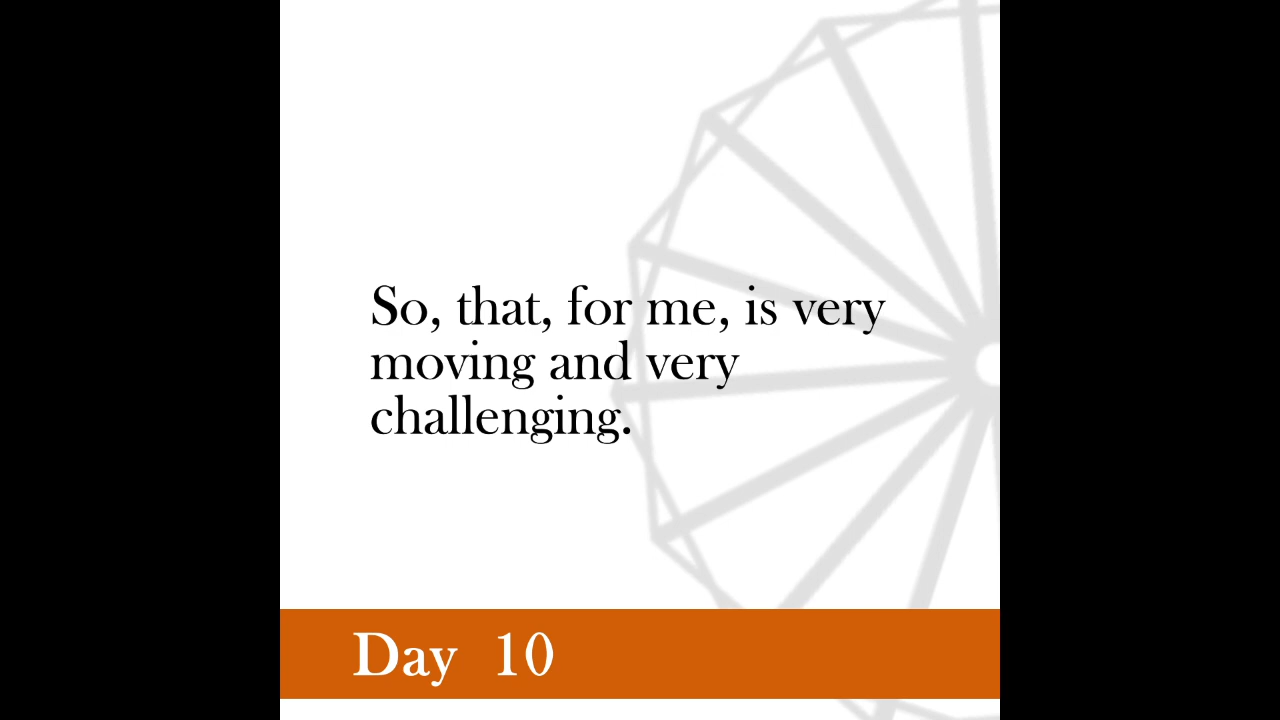 So, that, for me, is very
moving and very
challenging.
Day 10